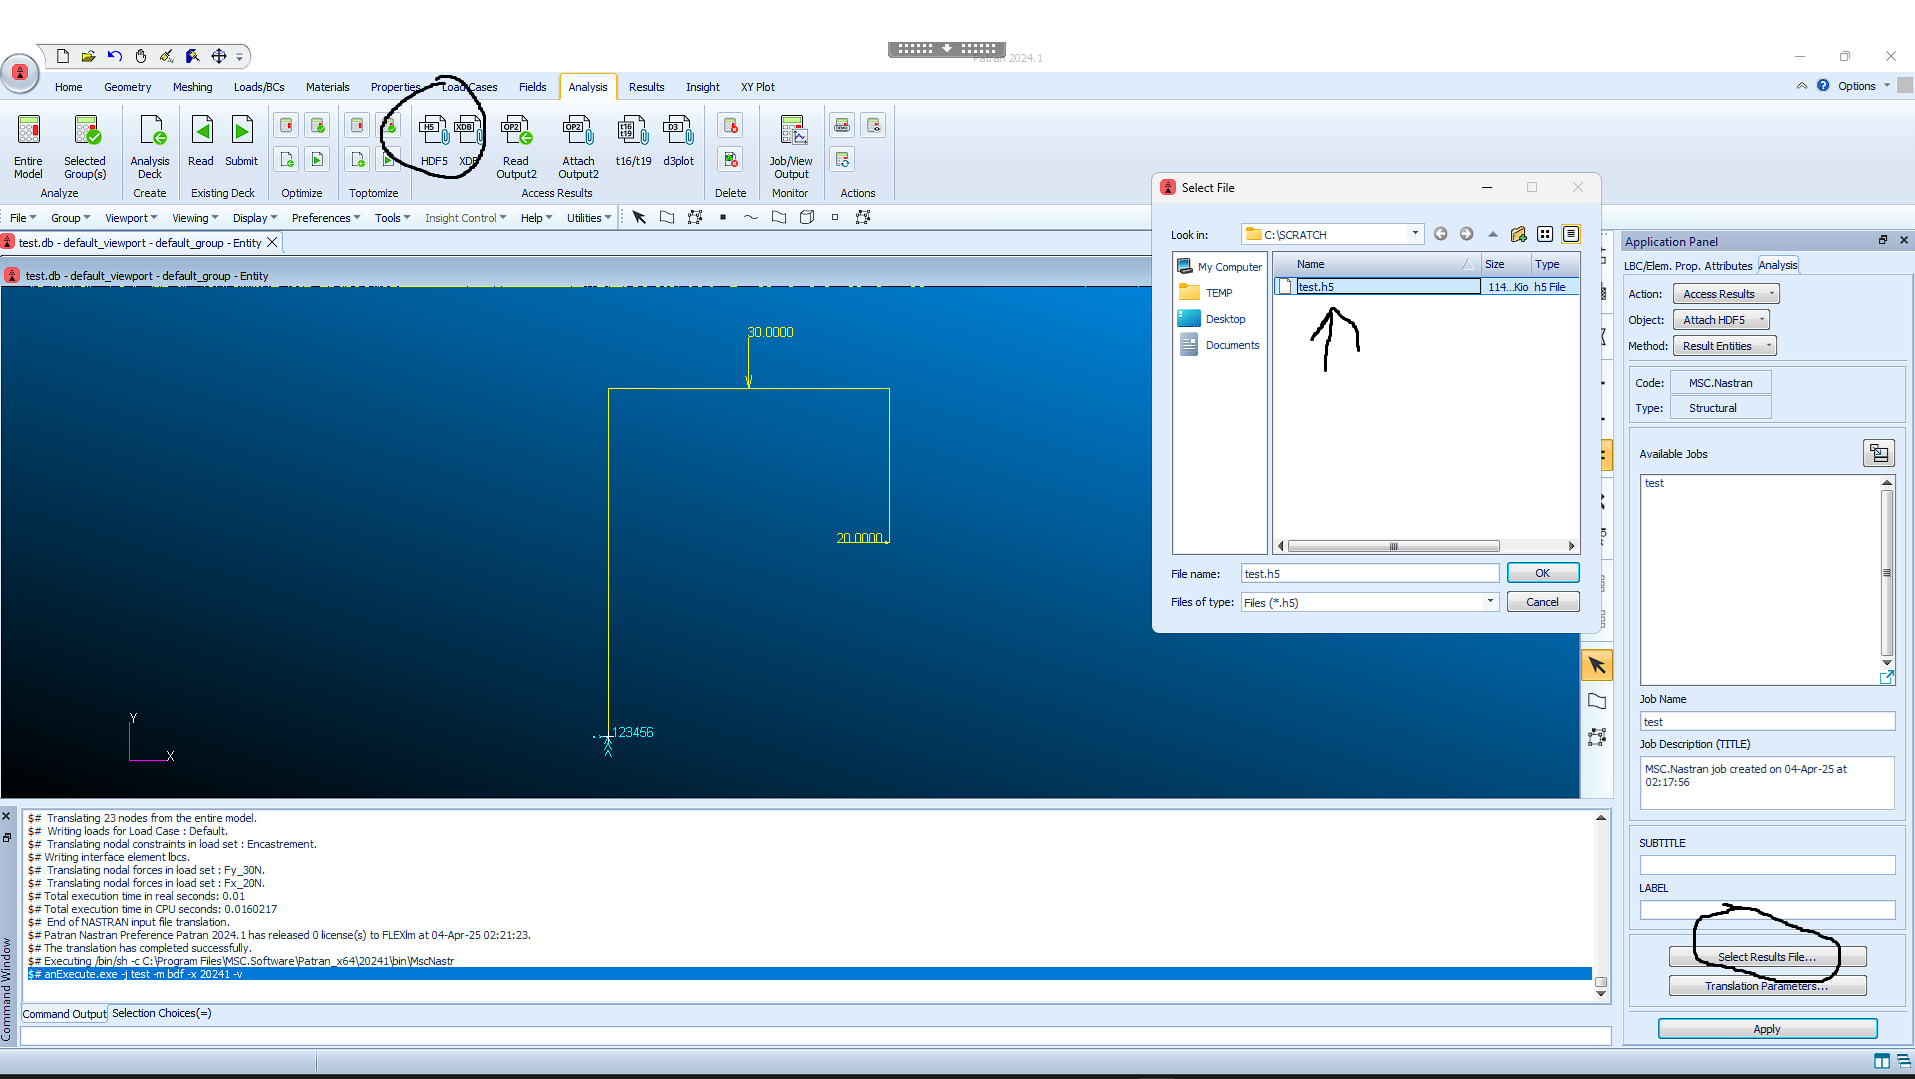 Patran 2024.1
Home Geometry Meshing Loads/BCs Materials Properties Load Cases Fields Analysis Results Insight XY Plot
Options
H5 XDB OP2 OP2 t16 t19 D3
Entire Model
Selected Group(s)
Analysis Deck
Read
Submit
HDF5
XDB
Read Output2
Attach Output2
t16/t19
d3plot
Job/View Output
Analyze
Create
Existing Deck
Optimize
Toptomize
Access Results
Delete
Monitor
Actions
File Group Viewport Viewing Display Preferences Tools Insight Control Help Utilities
test.db - default_viewport - default_group - Entity
test.db - default_viewport - default_group - Entity
30.0000
20.0000
123456
Y
X
Select File
Look in: C:\SCRATCH
My Computer
TEMP
Desktop
Documents
Name Size Type
test.h5 114...Kio h5 File
File name: test.h5
OK
Files of type: Files (*.h5)
Cancel
Application Panel
LBC/Elem. Prop. Attributes Analysis
Action: Access Results
Object: Attach HDF5
Method: Result Entities
Code: MSC.Nastran
Type: Structural
Available Jobs
test
Job Name
test
Job Description (TITLE)
MSC.Nastran job created on 04-Apr-25 at
02:17:56
SUBTITLE
LABEL
Select Results File...
Translation Parameters...
Apply
$# Translating 23 nodes from the entire model.
$# Writing loads for Load Case : Default.
$# Translating nodal constraints in load set : Encastrement.
$# Writing interface element lbcs.
$# Translating nodal forces in load set : Fy_30N.
$# Translating nodal forces in load set : Fx_20N.
$# Total execution time in real seconds: 0.01
$# Total execution time in CPU seconds: 0.0160217
$# End of NASTRAN input file translation.
$# Patran Nastran Preference Patran 2024.1 has released 0 license(s) to FLEXlm at 04-Apr-25 02:21:23.
$# The translation has completed successfully.
$# Executing /bin/sh -c C:\Program Files\MSC.Software\Patran_x64\20241\bin\MscNastr
$# anExecute.exe -j test -m bdf -x 20241 -v
Command Window
Command Output Selection Choices(=)